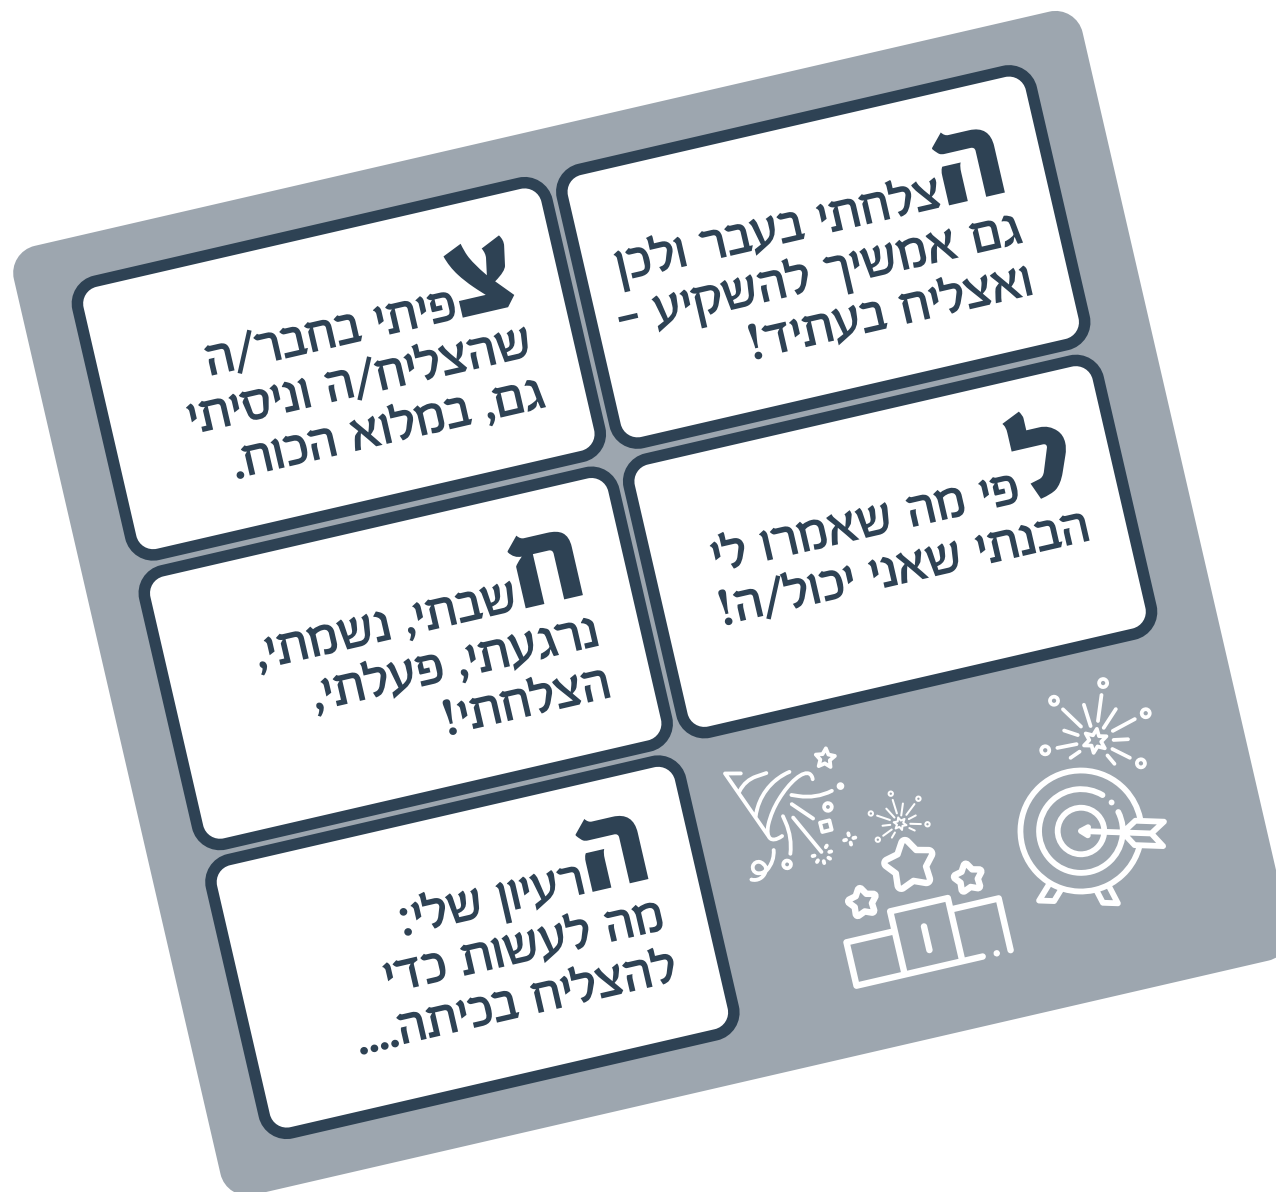 הצלחתי בעבר ולכן
גם אמשיך להשקיע -
ואצליח בעתיד!
צפיתי בחבר/ה
שהצליח/ה וניסיתי
גם, במלוא הכוח.
לפי מה שאמרו לי
הבנתי שאני יכול/ה!
חשבתי, נשמתי,
נרגעתי, פעלתי,
הצלחתי!
הרעיון שלי:
מה לעשות כדי
להצליח בכיתה....